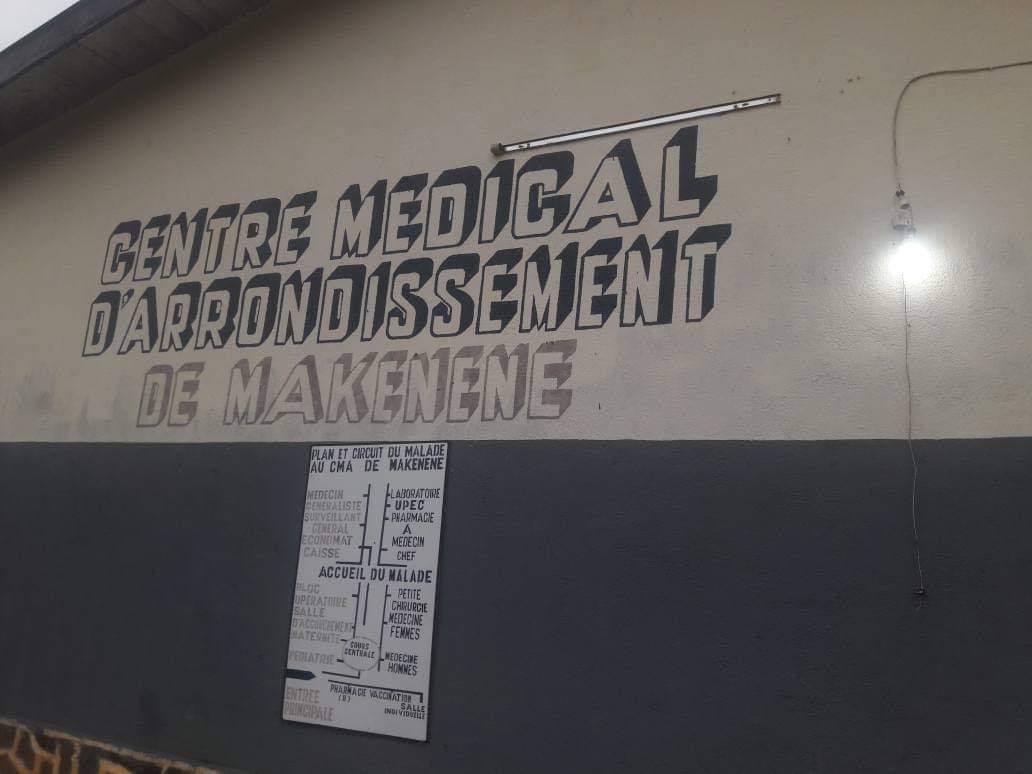 CENTRE MEDICAL
D'ARRONDISSEMENT
DE MAKENENE
PLAN ET CIRCUIT DU MALADE
AU CMA DE MAKENENE
MEDECIN
GENERALISTE
SURVEILLANT
GENERAL
ECONOMAT
CAISSE
LABORATOIRE
UPEC
PHARMACIE
A
MEDECIN
CHEF
ACCUEIL DU MALADE
BLOC
OPERATOIRE
SALLE
D'ACCOUCHEMENT
MATERNITE
PEDIATRIE
PETITE
CHIRURGIE
MEDECINE
FEMMES
COURS
CENTRALE
MEDECINE
HOMMES
ENTREE
PRINCIPALE
PHARMACIE VACCINATION
(B)
SALLE
INDIVIDUELLE